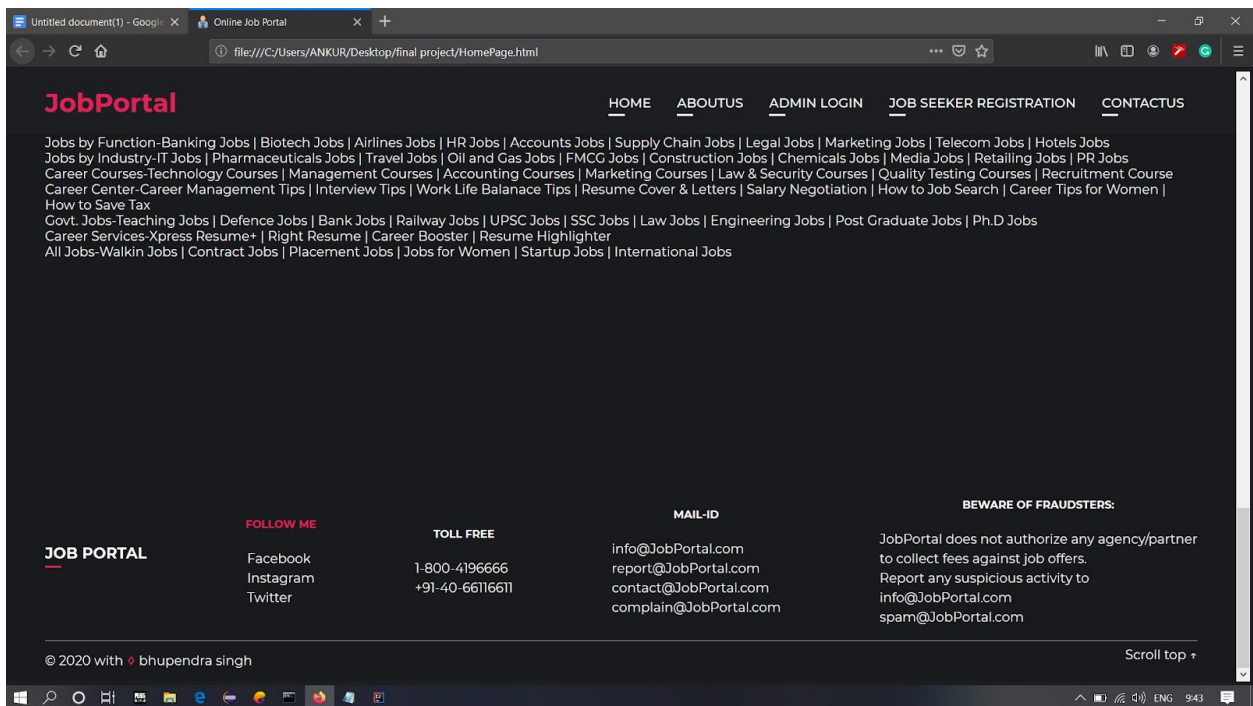 Untitled document(1) - Google
Online Job Portal
file:///C:/Users/ANKUR/Desktop/final project/HomePage.html
JobPortal
HOME ABOUTUS ADMIN LOGIN JOB SEEKER REGISTRATION CONTACTUS
Jobs by Function-Banking Jobs | Biotech Jobs | Airlines Jobs | HR Jobs | Accounts Jobs | Supply Chain Jobs | Legal Jobs | Marketing Jobs | Telecom Jobs | Hotels Jobs
Jobs by Industry-IT Jobs | Pharmaceuticals Jobs | Travel Jobs | Oil and Gas Jobs | FMCG Jobs | Construction Jobs | Chemicals Jobs | Media Jobs | Retailing Jobs | PR Jobs
Career Courses-Technology Courses | Management Courses | Accounting Courses | Marketing Courses | Law & Security Courses | Quality Testing Courses | Recruitment Course
Career Center-Career Management Tips | Interview Tips | Work Life Balanace Tips | Resume Cover & Letters | Salary Negotiation | How to Job Search | Career Tips for Women |
How to Save Tax
Govt. Jobs-Teaching Jobs | Defence Jobs | Bank Jobs | Railway Jobs | UPSC Jobs | SSC Jobs | Law Jobs | Engineering Jobs | Post Graduate Jobs | Ph.D Jobs
Career Services-Xpress Resume+ | Right Resume | Career Booster | Resume Highlighter
All Jobs-Walkin Jobs | Contract Jobs | Placement Jobs | Jobs for Women | Startup Jobs | International Jobs
JOB PORTAL
FOLLOW ME
Facebook
Instagram
Twitter
TOLL FREE
1-800-4196666
+91-40-66116611
MAIL-ID
info@JobPortal.com
report@JobPortal.com
contact@JobPortal.com
complain@JobPortal.com
BEWARE OF FRAUDSTERS:
JobPortal does not authorize any agency/partner
to collect fees against job offers.
Report any suspicious activity to
info@JobPortal.com
spam@JobPortal.com
© 2020 with ◊ bhupendra singh
Scroll top ↑
ENG 9:43